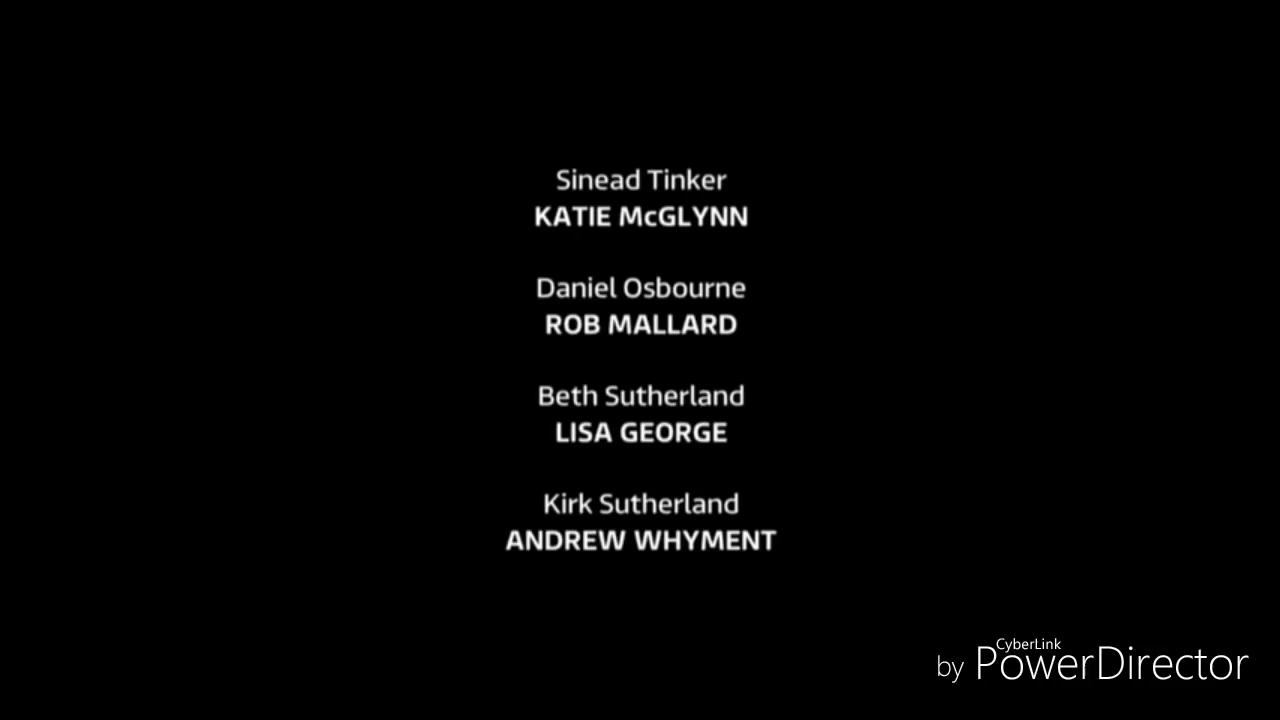 Sinead Tinker
KATIE McGLYNN
Daniel Osbourne
ROB MALLARD
Beth Sutherland
LISA GEORGE
Kirk Sutherland
ANDREW WHYMENT
CyberLink
by PowerDirector